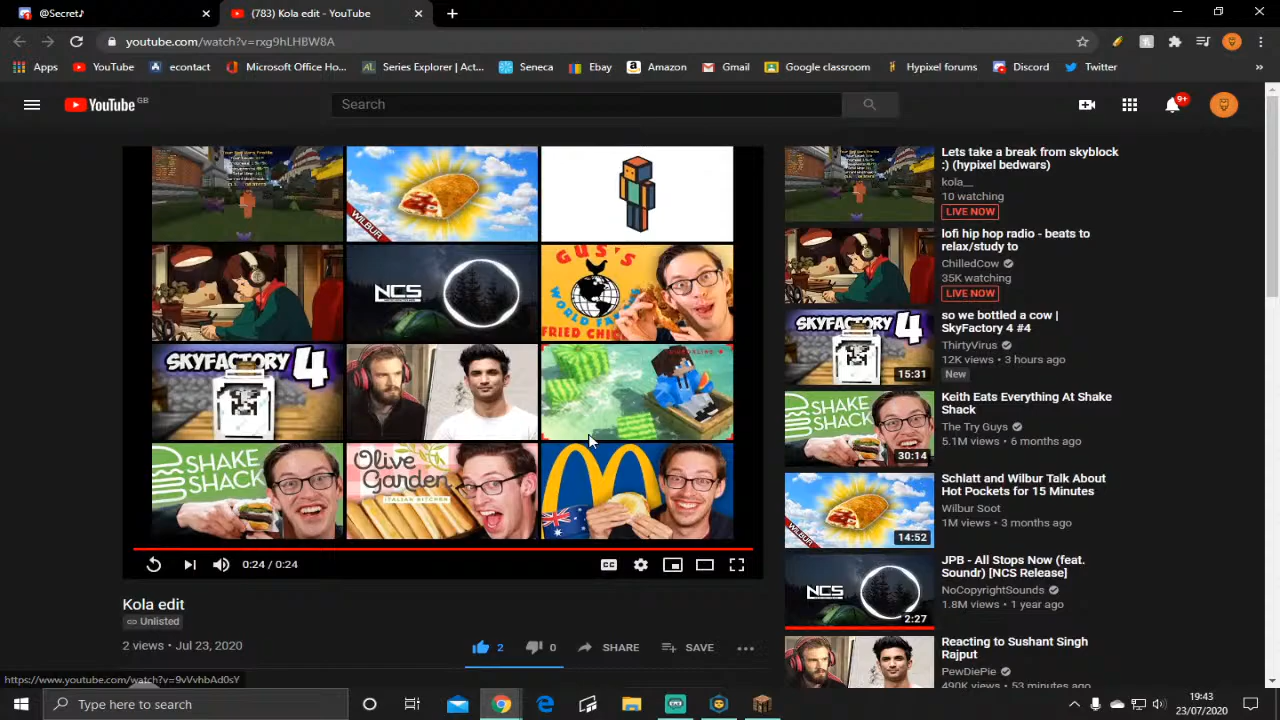 @Secret♪
(783) Kola edit - YouTube
youtube.com/watch?v=rxg9hLHBW8A
Apps
YouTube
econtact
Microsoft Office Ho...
Series Explorer | Act...
Seneca
Ebay
Amazon
Gmail
Google classroom
Hypixel forums
Discord
Twitter
»
YouTube GB
Search
9+
WILBUR
NCS
GUS'S
WORLD FA
FRIED CHI
SKYFACTORY 4
SHAKE
SHACK
Olive
Garden
ITALIAN KITCHEN
0:24 / 0:24
CC
Kola edit
Unlisted
2 views • Jul 23, 2020
2
0
SHARE
SAVE
Lets take a break from skyblock
:) (hypixel bedwars)
kola__
10 watching
LIVE NOW
lofi hip hop radio - beats to
relax/study to
ChilledCow
35K watching
LIVE NOW
SKYFACTORY 4
15:31
so we bottled a cow |
SkyFactory 4 #4
ThirtyVirus
12K views • 3 hours ago
New
SHAKE
SHACK
30:14
Keith Eats Everything At Shake
Shack
The Try Guys
5.1M views • 6 months ago
WILBUR
14:52
Schlatt and Wilbur Talk About
Hot Pockets for 15 Minutes
Wilbur Soot
1M views • 3 months ago
NCS
2:27
JPB - All Stops Now (feat.
Soundr) [NCS Release]
NoCopyrightSounds
1.8M views • 1 year ago
Reacting to Sushant Singh
Rajput
PewDiePie
490K views • 53 minutes ago
https://www.youtube.com/watch?v=9vVvhbAd0sY
Type here to search
19:43
23/07/2020